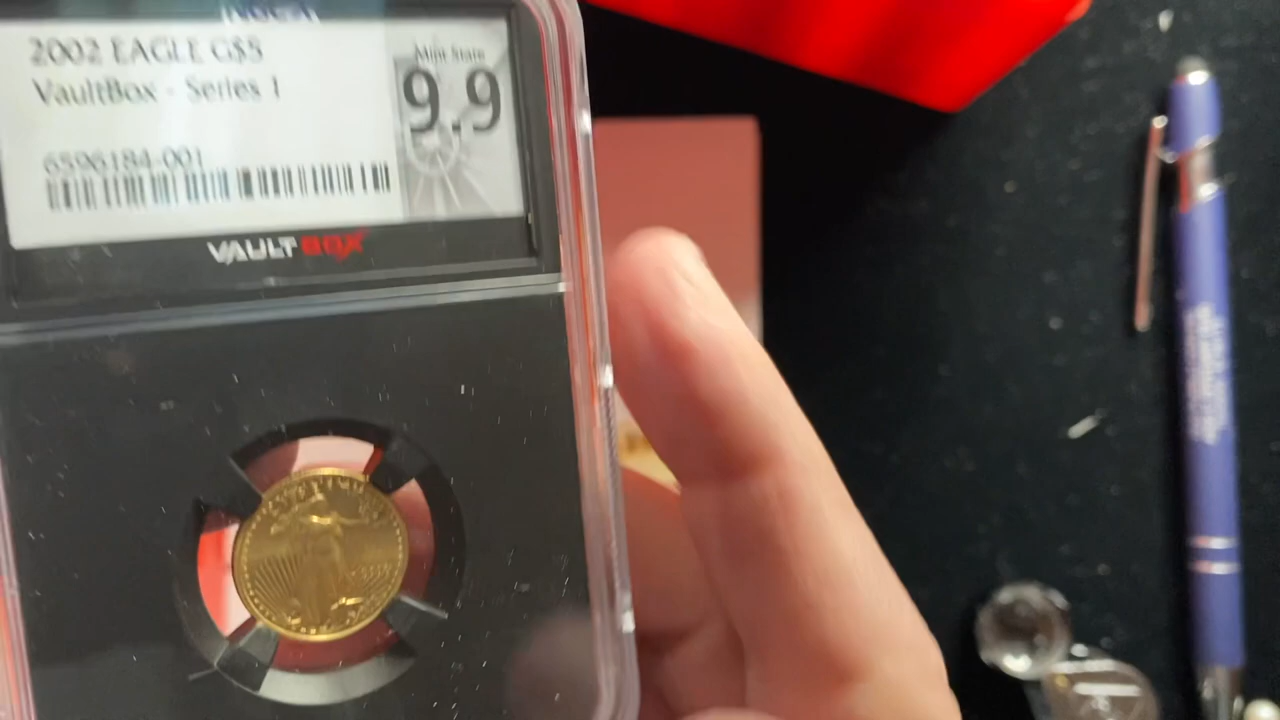 2002 EAGLE G$5
VaultBox - Series 1
Mint State
9.9
6596184-001
VAULTBOX